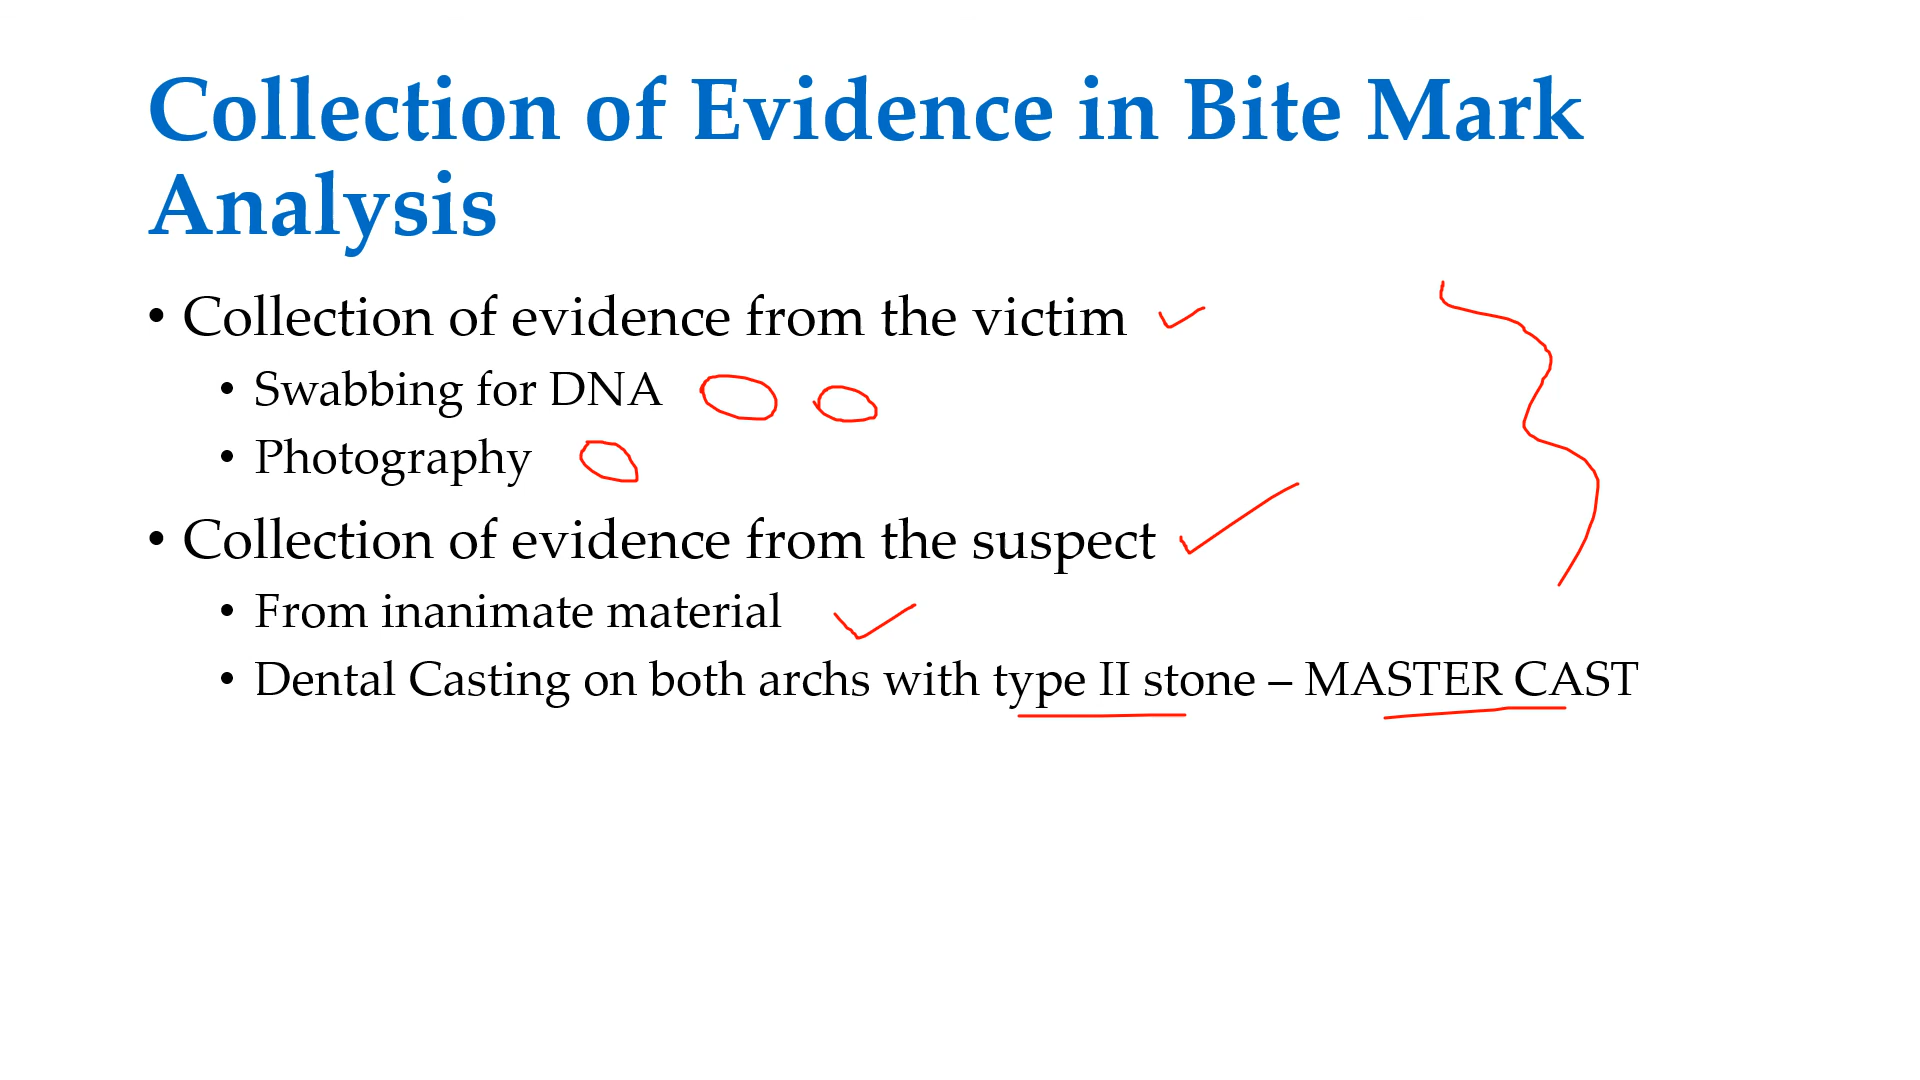 Collection of Evidence in Bite Mark
Analysis
• Collection of evidence from the victim
• Swabbing for DNA
• Photography
• Collection of evidence from the suspect
• From inanimate material
• Dental Casting on both archs with type II stone – MASTER CAST